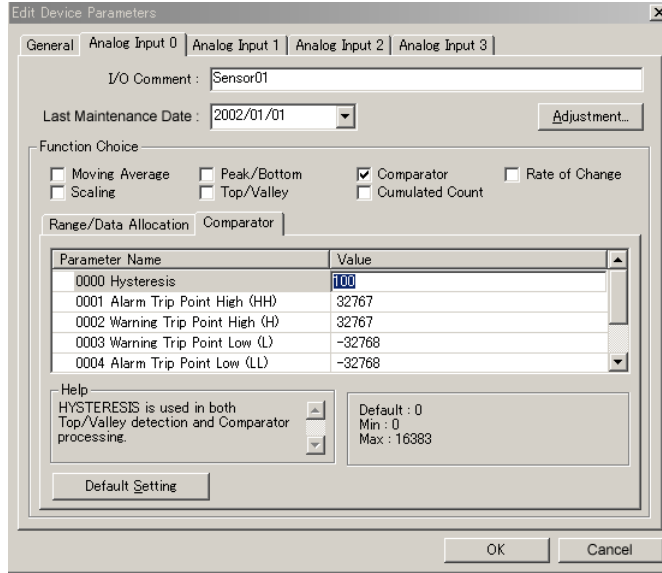 Edit Device Parameters
General Analog Input 0 Analog Input 1 Analog Input 2 Analog Input 3
I/O Comment : Sensor01
Last Maintenance Date : 2002/01/01 Adjustment...
Function Choice
Moving Average Peak/Bottom Comparator Rate of Change
Scaling Top/Valley Cumulated Count
Range/Data Allocation Comparator
Parameter Name Value
0000 Hysteresis 100
0001 Alarm Trip Point High (HH) 32767
0002 Warning Trip Point High (H) 32767
0003 Warning Trip Point Low (L) -32768
0004 Alarm Trip Point Low (LL) -32768
Help
HYSTERESIS is used in both
Top/Valley detection and Comparator
processing.
Default : 0
Min : 0
Max : 16383
Default Setting
OK Cancel